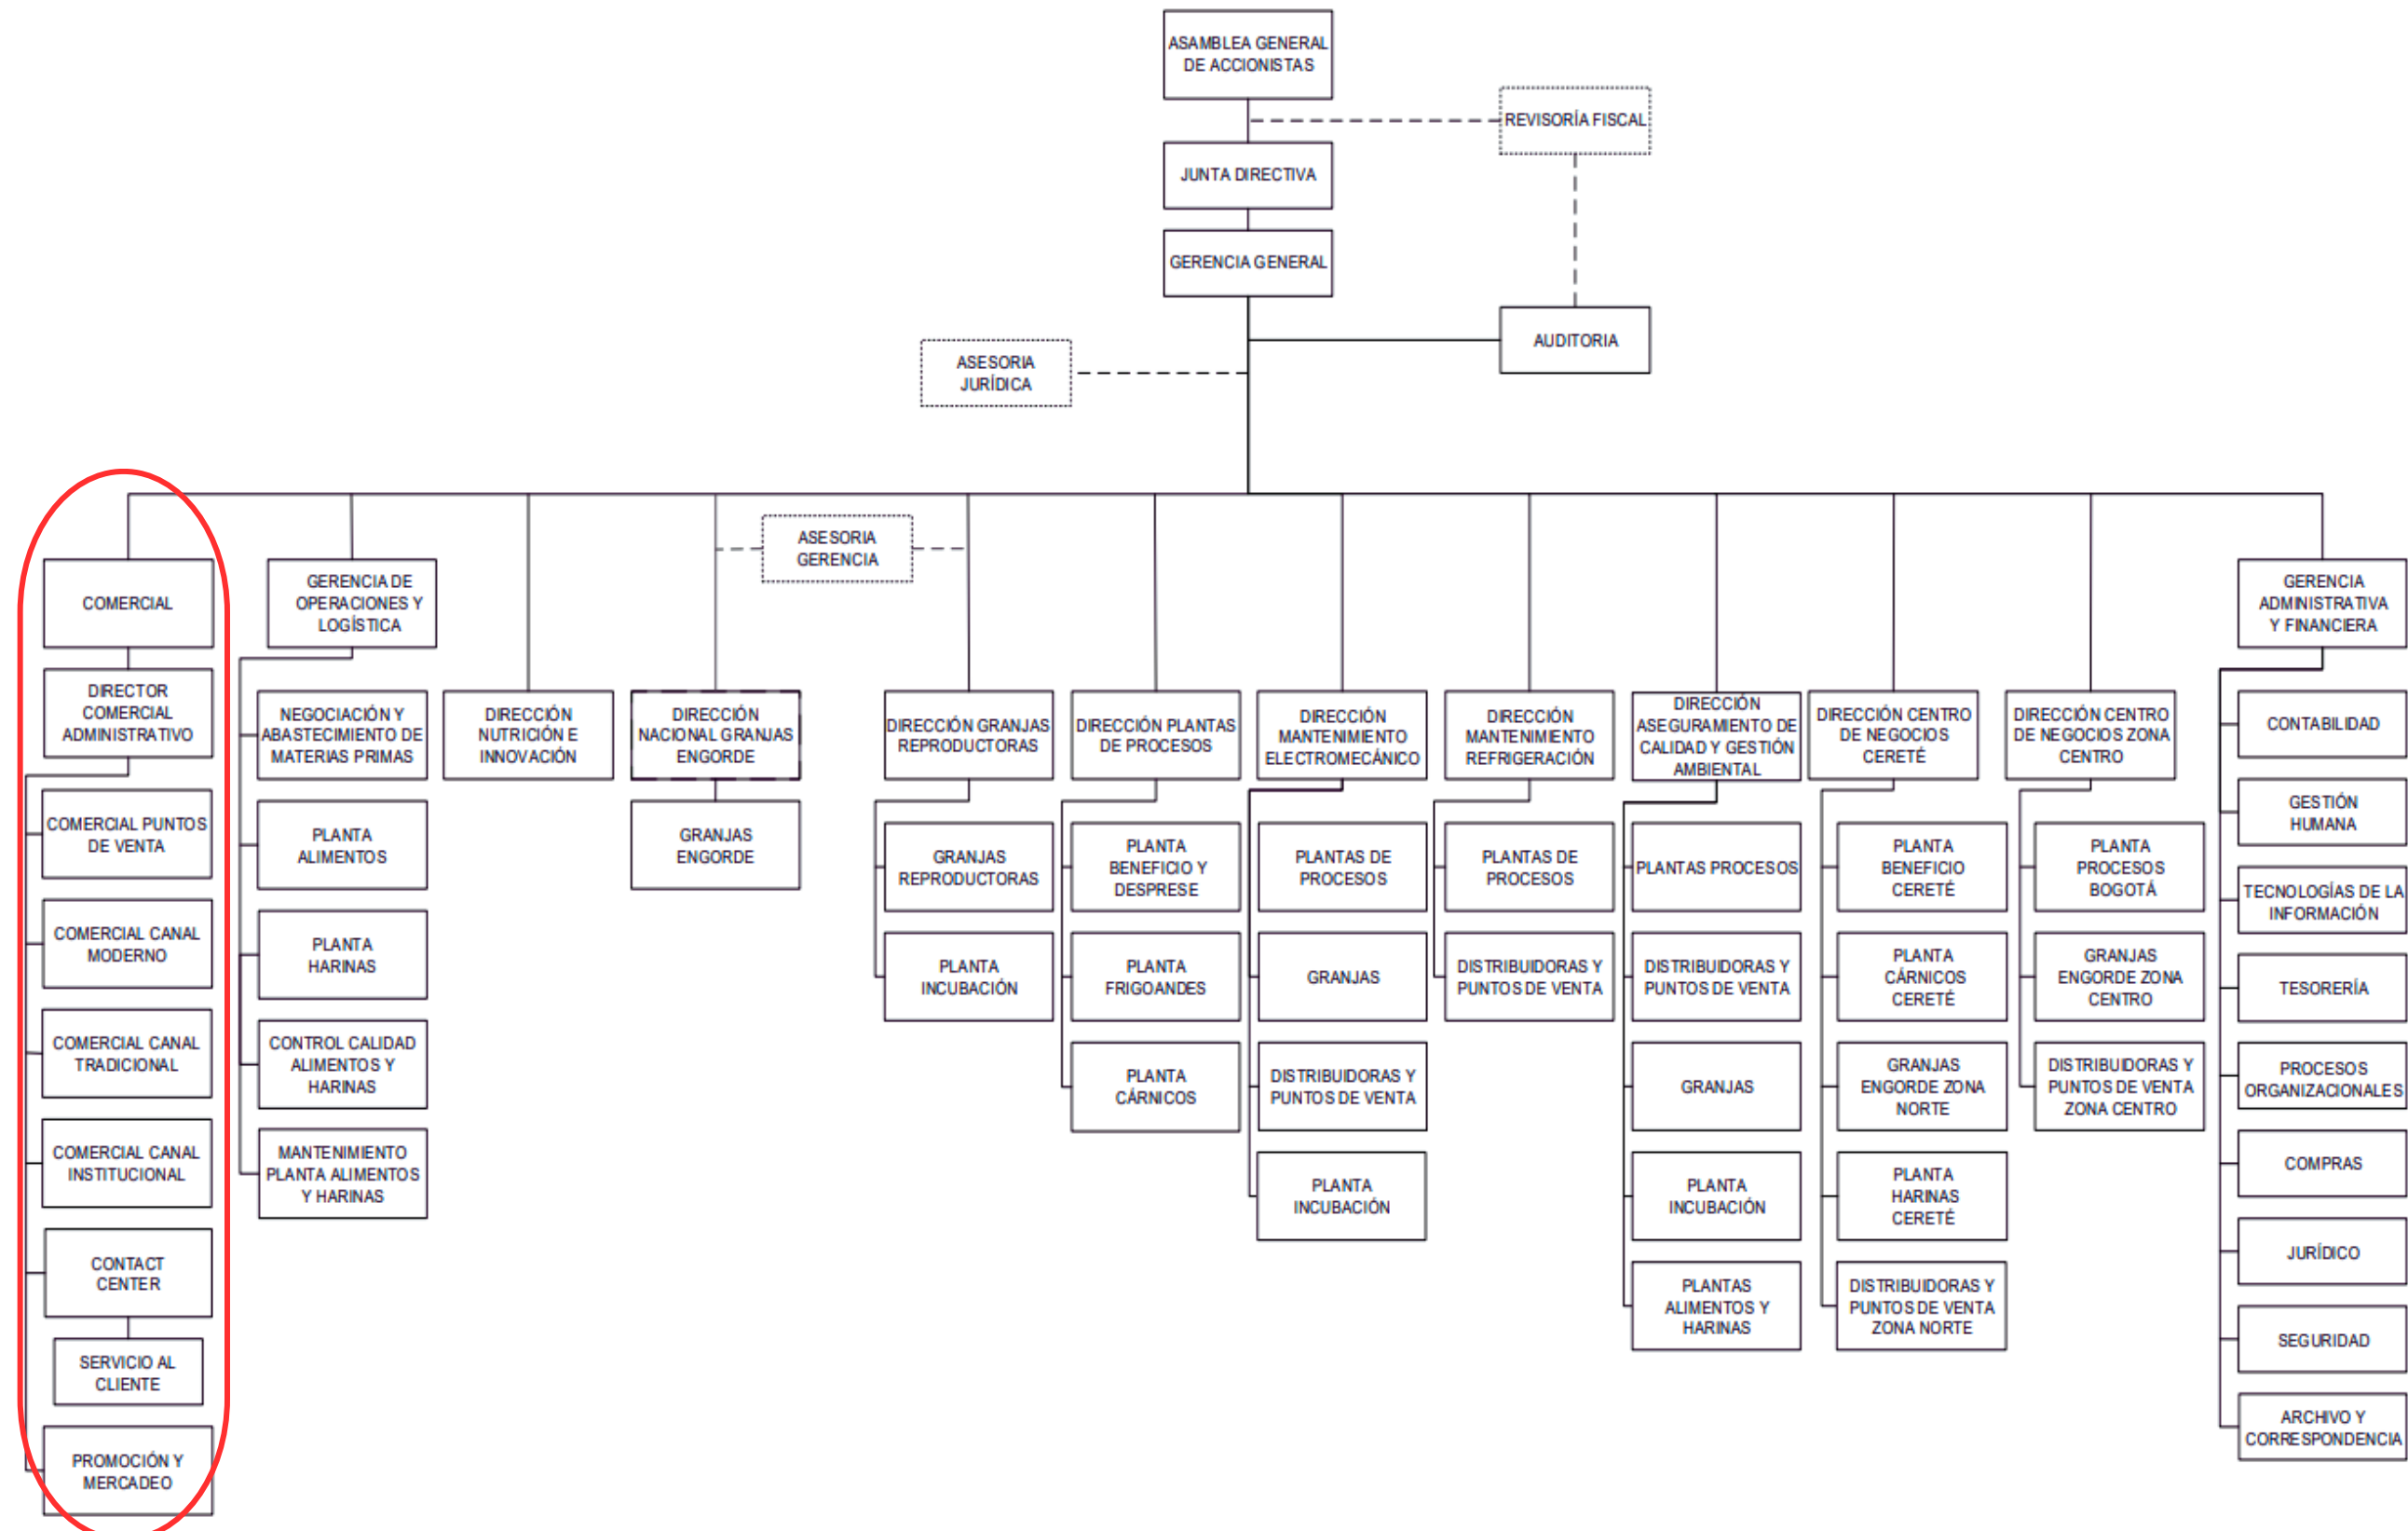 ASAMBLEA GENERAL
DE ACCIONISTAS
REVISORÍA FISCAL
JUNTA DIRECTIVA
GERENCIA GENERAL
AUDITORIA
ASESORIA
JURÍDICA
ASESORIA
GERENCIA
COMERCIAL
DIRECTOR
COMERCIAL
ADMINISTRATIVO
COMERCIAL PUNTOS
DE VENTA
COMERCIAL CANAL
MODERNO
COMERCIAL CANAL
TRADICIONAL
COMERCIAL CANAL
INSTITUCIONAL
CONTACT
CENTER
SERVICIO AL
CLIENTE
PROMOCIÓN Y
MERCADEO
GERENCIA DE
OPERACIONES Y
LOGÍSTICA
NEGOCIACIÓN Y
ABASTECIMIENTO DE
MATERIAS PRIMAS
PLANTA
ALIMENTOS
PLANTA
HARINAS
CONTROL CALIDAD
ALIMENTOS Y
HARINAS
MANTENIMIENTO
PLANTA ALIMENTOS
Y HARINAS
DIRECCIÓN
NUTRICIÓN E
INNOVACIÓN
DIRECCIÓN
NACIONAL GRANJAS
ENGORDE
GRANJAS
ENGORDE
DIRECCIÓN GRANJAS
REPRODUCTORAS
GRANJAS
REPRODUCTORAS
PLANTA
INCUBACIÓN
DIRECCIÓN PLANTAS
DE PROCESOS
PLANTA
BENEFICIO Y
DESPRESE
PLANTA
FRIGOANDES
PLANTA
CÁRNICOS
DIRECCIÓN
MANTENIMIENTO
ELECTROMECÁNICO
PLANTAS DE
PROCESOS
GRANJAS
DISTRIBUIDORAS Y
PUNTOS DE VENTA
PLANTA
INCUBACIÓN
DIRECCIÓN
MANTENIMIENTO
REFRIGERACIÓN
PLANTAS DE
PROCESOS
DISTRIBUIDORAS Y
PUNTOS DE VENTA
DIRECCIÓN
ASEGURAMIENTO DE
CALIDAD Y GESTIÓN
AMBIENTAL
PLANTAS PROCESOS
DISTRIBUIDORAS Y
PUNTOS DE VENTA
GRANJAS
PLANTA
INCUBACIÓN
PLANTAS
ALIMENTOS Y
HARINAS
DIRECCIÓN CENTRO
DE NEGOCIOS
CERETÉ
PLANTA
BENEFICIO
CERETÉ
PLANTA
CÁRNICOS
CERETÉ
GRANJAS
ENGORDE ZONA
NORTE
PLANTA
HARINAS
CERETÉ
DISTRIBUIDORAS Y
PUNTOS DE VENTA
ZONA NORTE
DIRECCIÓN CENTRO
DE NEGOCIOS ZONA
CENTRO
PLANTA
PROCESOS
BOGOTÁ
GRANJAS
ENGORDE ZONA
CENTRO
DISTRIBUIDORAS Y
PUNTOS DE VENTA
ZONA CENTRO
GERENCIA
ADMINISTRATIVA
Y FINANCIERA
CONTABILIDAD
GESTIÓN
HUMANA
TECNOLOGÍAS DE LA
INFORMACIÓN
TESORERÍA
PROCESOS
ORGANIZACIONALES
COMPRAS
JURÍDICO
SEGURIDAD
ARCHIVO Y
CORRESPONDENCIA